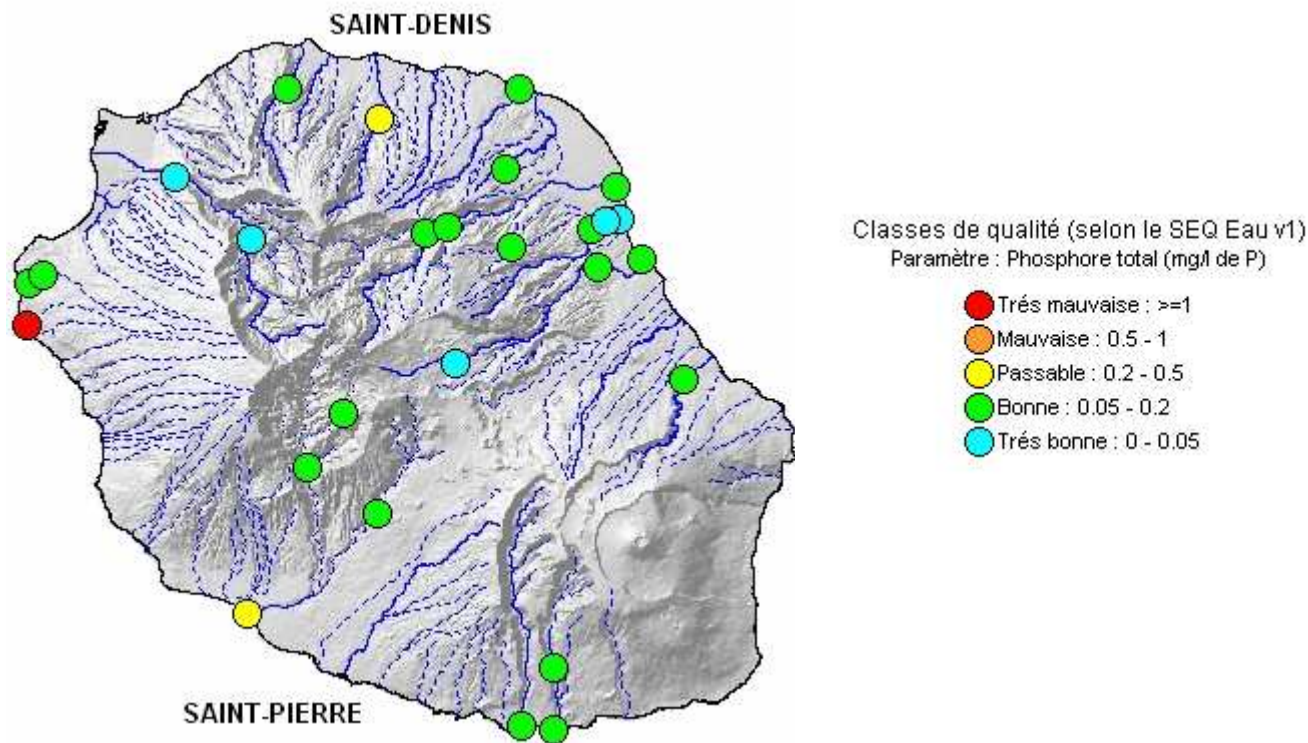 SAINT-DENIS
Classes de qualité (selon le SEQ Eau v1)
Paramètre : Phosphore total (mg/l de P)
Trés mauvaise : >=1
Mauvaise : 0.5 - 1
Passable : 0.2 - 0.5
Bonne : 0.05 - 0.2
Trés bonne : 0 - 0.05
SAINT-PIERRE